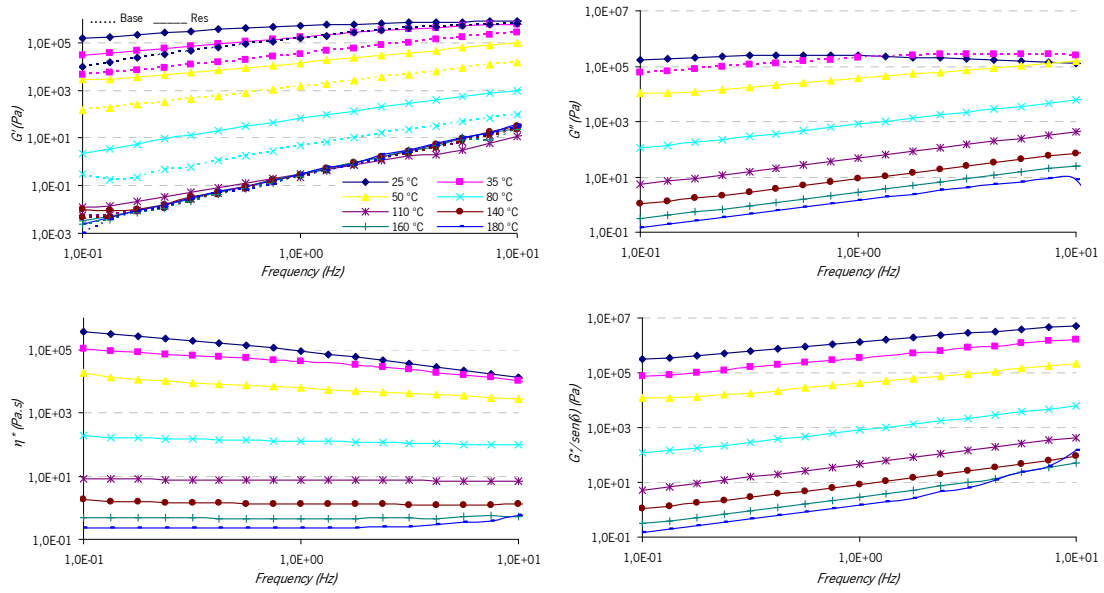 ..... Base _____ Res
1,0E+05
1,0E+03
1,0E+01
1,0E-01
1,0E-03
G' (Pa)
25 °C 35 °C
50 °C 80 °C
110 °C 140 °C
160 °C 180 °C
1,0E-01 1,0E+00 1,0E+01
Frequency (Hz)
1,0E+07
1,0E+05
1,0E+03
1,0E+01
1,0E-01
G'' (Pa)
1,0E-01 1,0E+00 1,0E+01
Frequency (Hz)
1,0E+05
1,0E+03
1,0E+01
1,0E-01
η* (Pa.s)
1,0E-01 1,0E+00 1,0E+01
Frequency (Hz)
1,0E+07
1,0E+05
1,0E+03
1,0E+01
1,0E-01
G*/sen(δ) (Pa)
1,0E-01 1,0E+00 1,0E+01
Frequency (Hz)